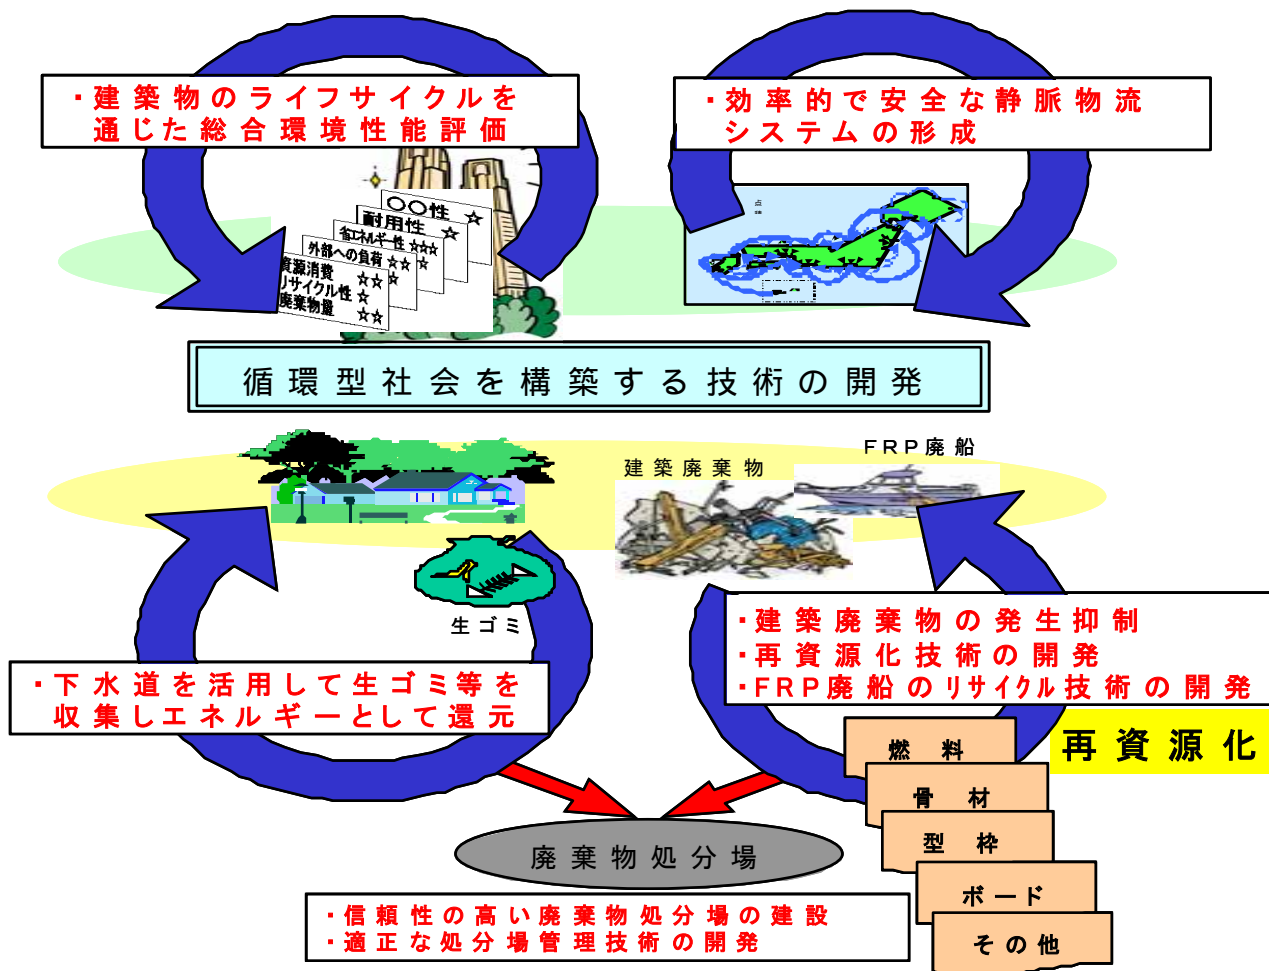 ・建築物のライフサイクルを
通じた総合環境性能評価
・効率的で安全な静脈物流
システムの形成
〇〇性 ☆
耐用性 ☆
省エネルギー性 ☆☆☆
外部への負荷 ☆☆
資源消費 ☆☆
リサイクル性 ☆
廃棄物量 ☆☆
循環型社会を構築する技術の開発
FRP廃船
建築廃棄物
生ゴミ
・建築廃棄物の発生抑制
・再資源化技術の開発
・FRP廃船のリサイクル技術の開発
・下水道を活用して生ゴミ等を
収集しエネルギーとして還元
再資源化
燃料
骨材
型枠
ボード
その他
廃棄物処分場
・信頼性の高い廃棄物処分場の建設
・適正な処分場管理技術の開発